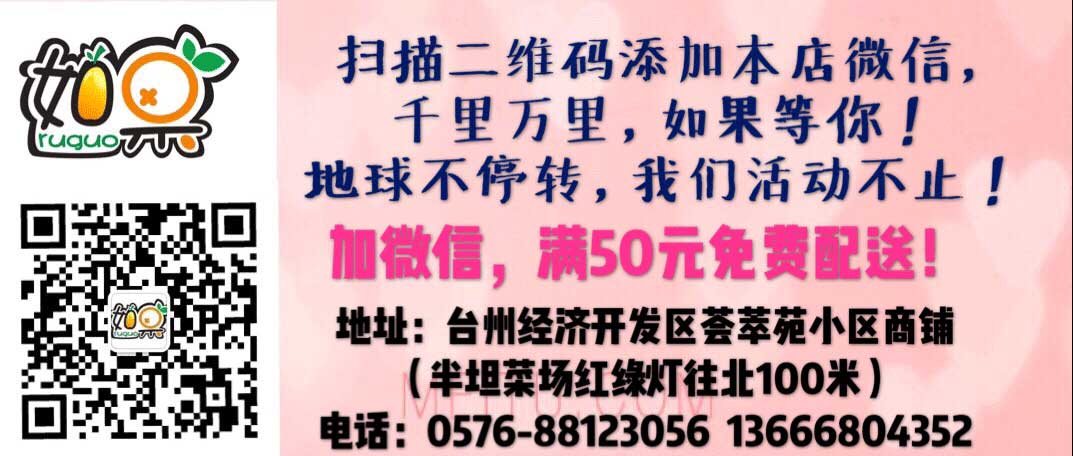 如果
ruguo
扫描二维码添加本店微信，
千里万里，如果等你！
地球不停转，我们活动不止！
加微信，满50元免费配送！
地址：台州经济开发区荟萃苑小区商铺
（半坦菜场红绿灯往北100米）
电话：0576-88123056 13666804352
如果
ruguo
MEITU.COM